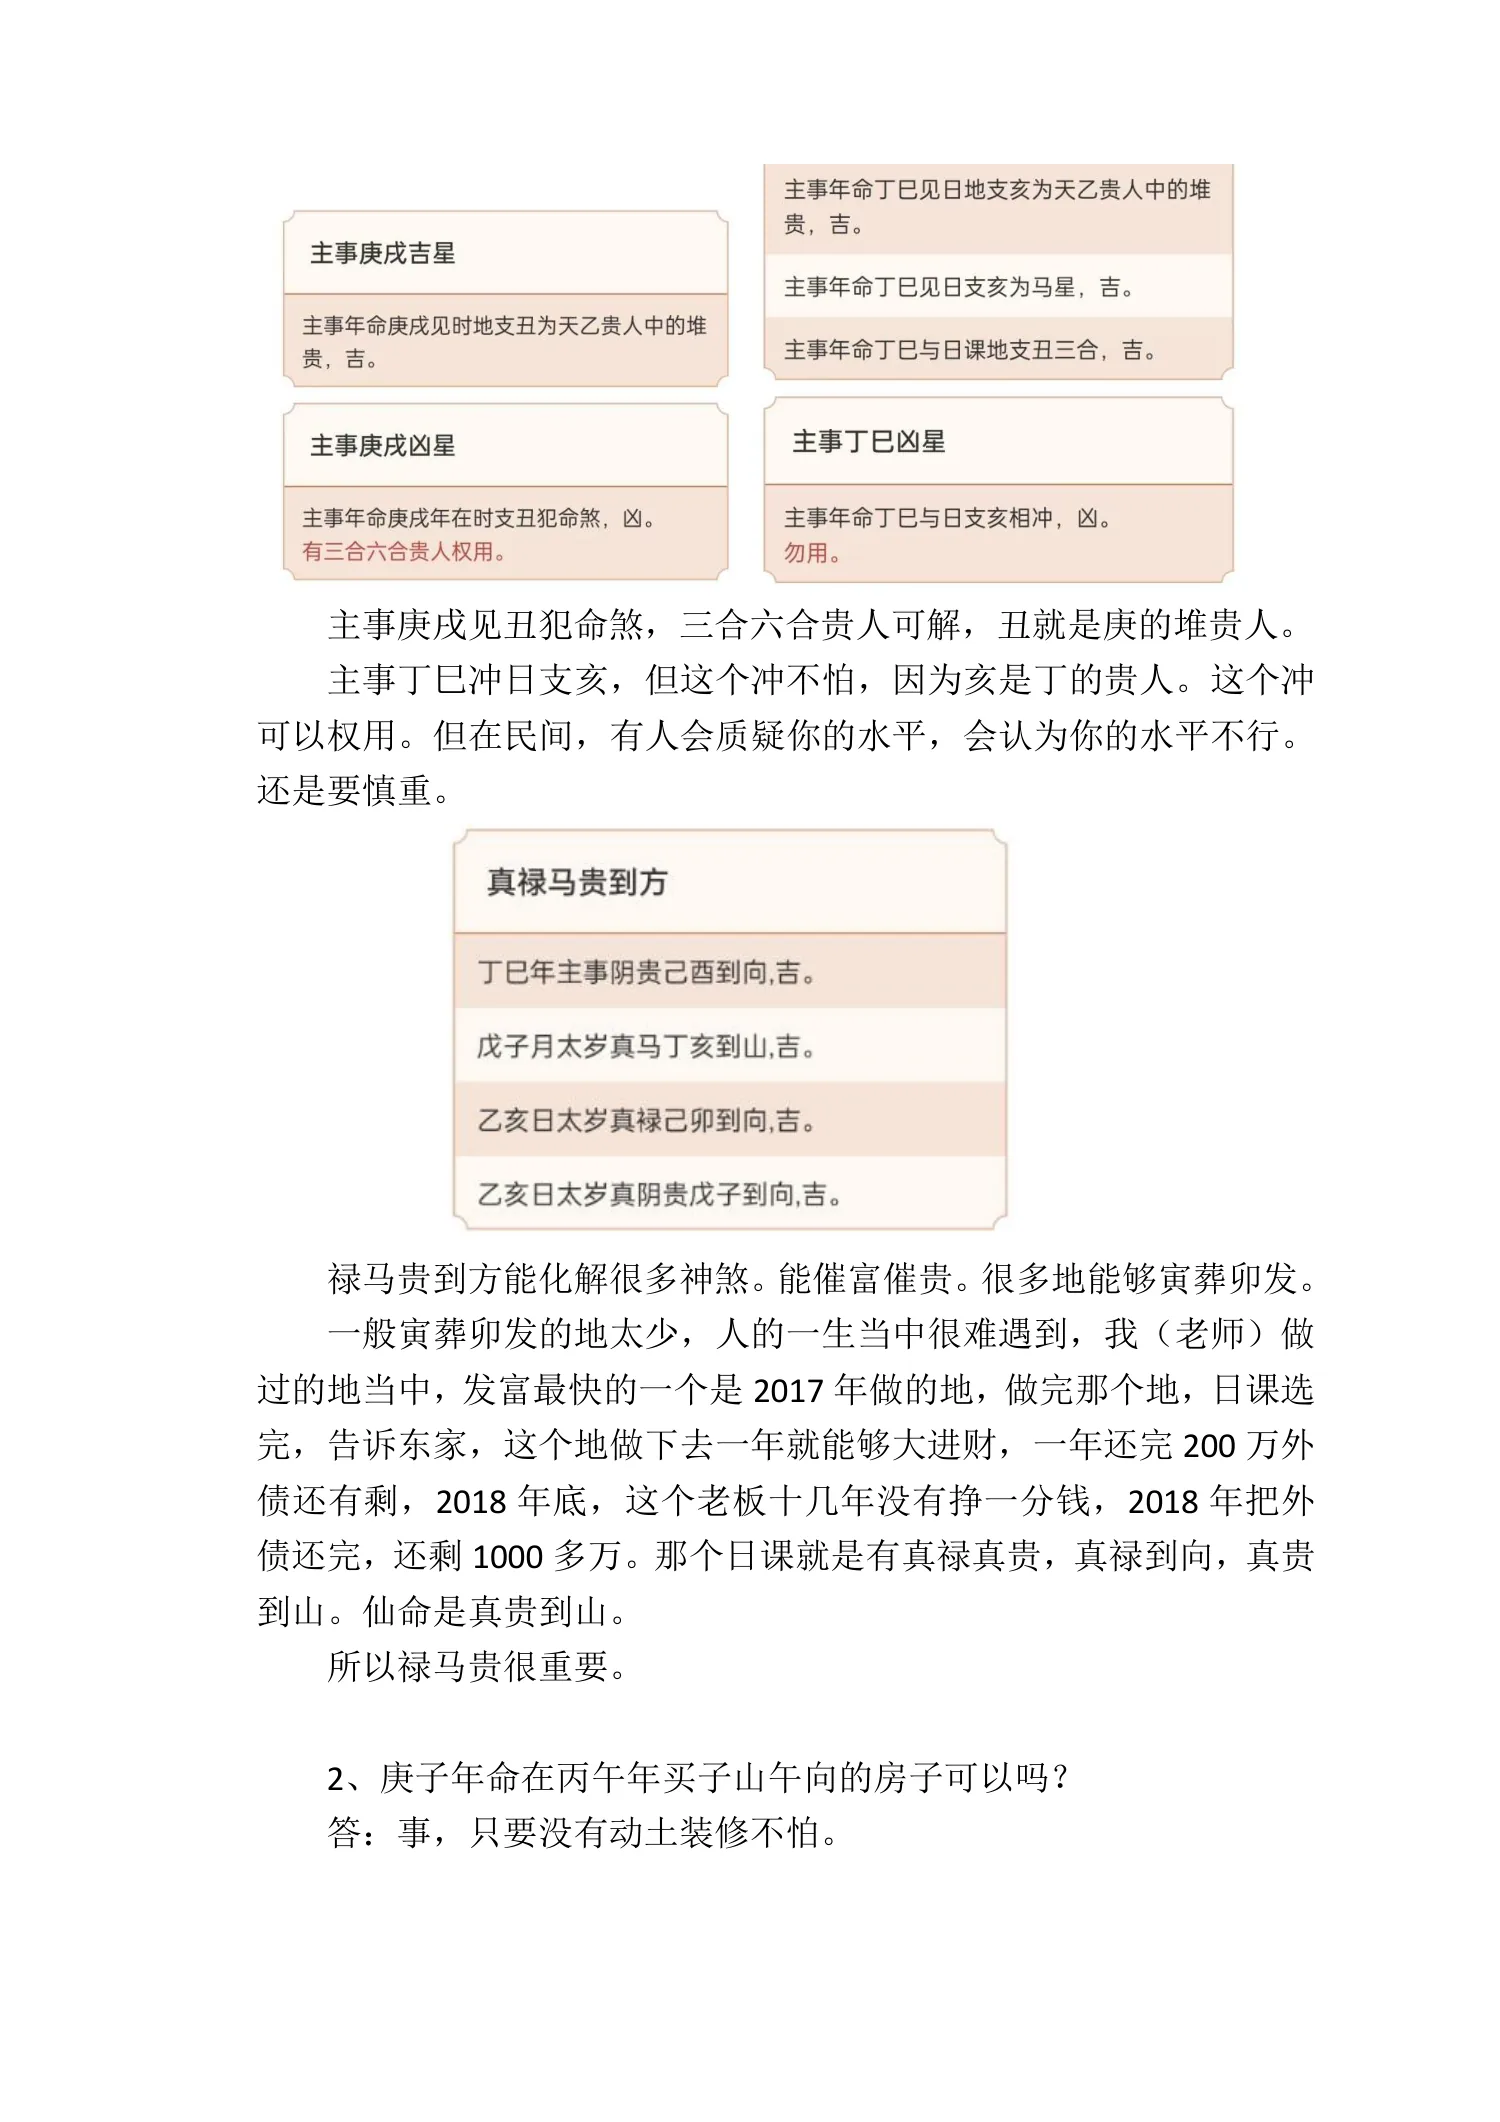 主事庚戌吉星
主事年命庚戌见时地支丑为天乙贵人中的堆
贵，吉。
主事庚戌凶星
主事年命庚戌年在时支丑犯命煞，凶。
有三合六合贵人权用。
主事年命丁巳见日地支亥为天乙贵人中的堆
贵，吉。
主事年命丁巳见日支亥为马星，吉。
主事年命丁巳与日课地支丑三合，吉。
主事丁巳凶星
主事年命丁巳与日支亥相冲，凶。
勿用。
主事庚戌见丑犯命煞，三合六合贵人可解，丑就是庚的堆贵人。
主事丁巳冲日支亥，但这个冲不怕，因为亥是丁的贵人。这个冲
可以权用。但在民间，有人会质疑你的水平，会认为你的水平不行。
还是要慎重。
真禄马贵到方
丁巳年主事阴贵己酉到向,吉。
戊子月太岁真马丁亥到山,吉。
乙亥日太岁真禄己卯到向,吉。
乙亥日太岁真阴贵戊子到向,吉。
禄马贵到方能化解很多神煞。能催富催贵。很多地能够寅葬卯发。
一般寅葬卯发的地太少，人的一生当中很难遇到，我（老师）做
过的地当中，发富最快的一个是 2017 年做的地，做完那个地，日课选
完，告诉东家，这个地做下去一年就能够大进财，一年还完 200 万外
债还有剩，2018 年底，这个老板十几年没有挣一分钱，2018 年把外
债还完，还剩 1000 多万。那个日课就是有真禄真贵，真禄到向，真贵
到山。仙命是真贵到山。
所以禄马贵很重要。
2、庚子年命在丙午年买子山午向的房子可以吗？
答：事，只要没有动土装修不怕。